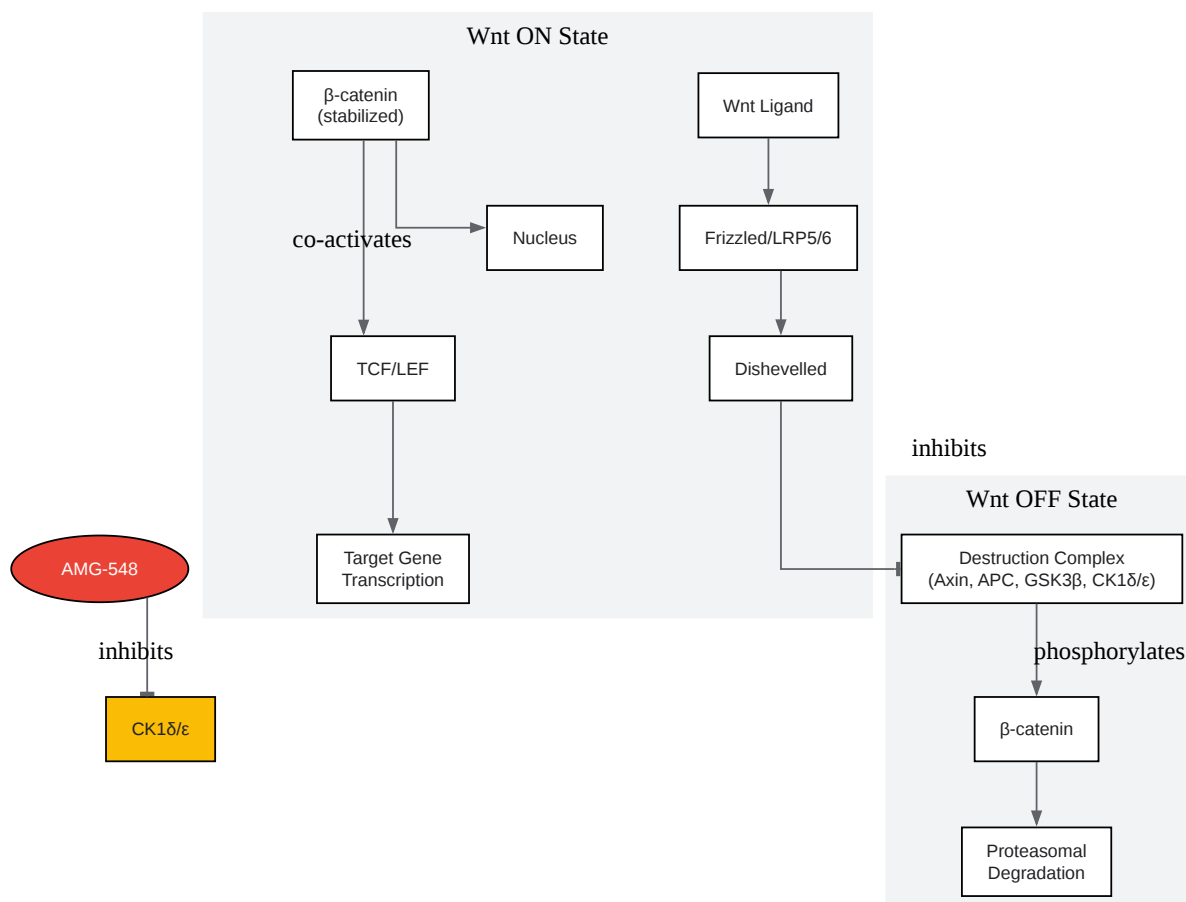 Wnt ON State
β-catenin
(stabilized)
Wnt Ligand
co-activates
Nucleus
Frizzled/LRP5/6
TCF/LEF
Dishevelled
inhibits
Wnt OFF State
AMG-548
Target Gene
Transcription
Destruction Complex
(Axin, APC, GSK3β, CK1δ/ε)
inhibits
phosphorylates
CK1δ/ε
β-catenin
Proteasomal
Degradation